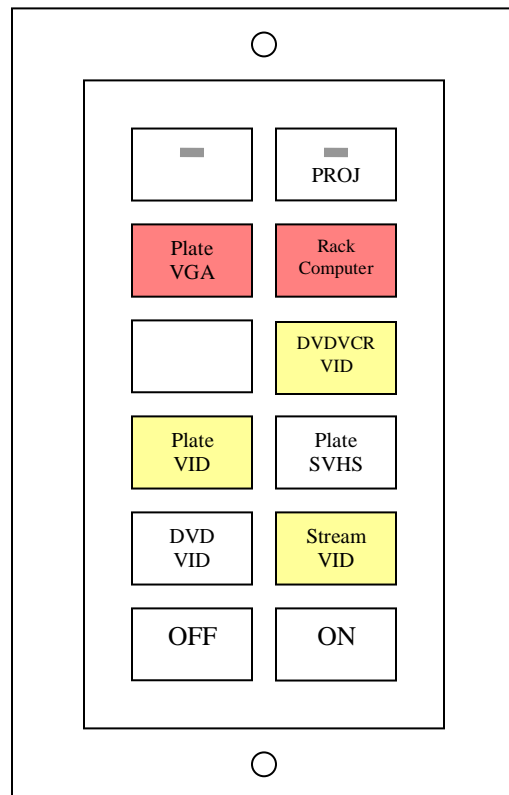 PROJ
Plate
VGA
Rack
Computer
DVDVCR
VID
Plate
VID
Plate
SVHS
DVD
VID
Stream
VID
OFF
ON